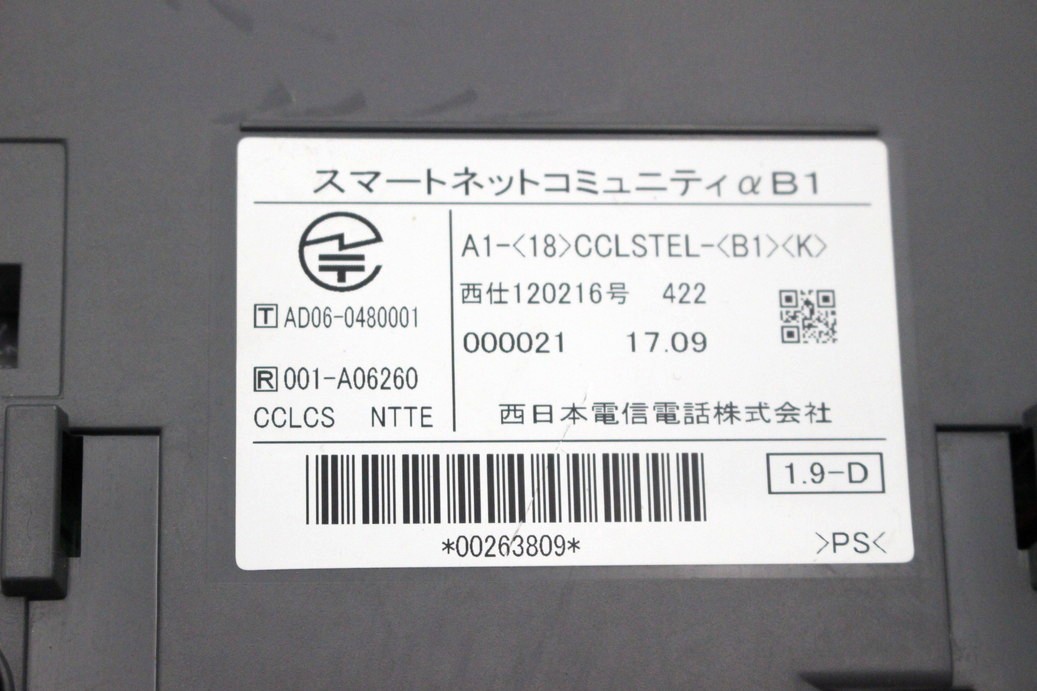 スマートネットコミュニティαB1
A1-<18>CCLSTEL-<B1><K>
西仕120216号 422
T AD06-0480001
000021 17.09
R 001-A06260
CCLCS NTTE
西日本電信電話株式会社
1.9-D
*00263809*
>PS<